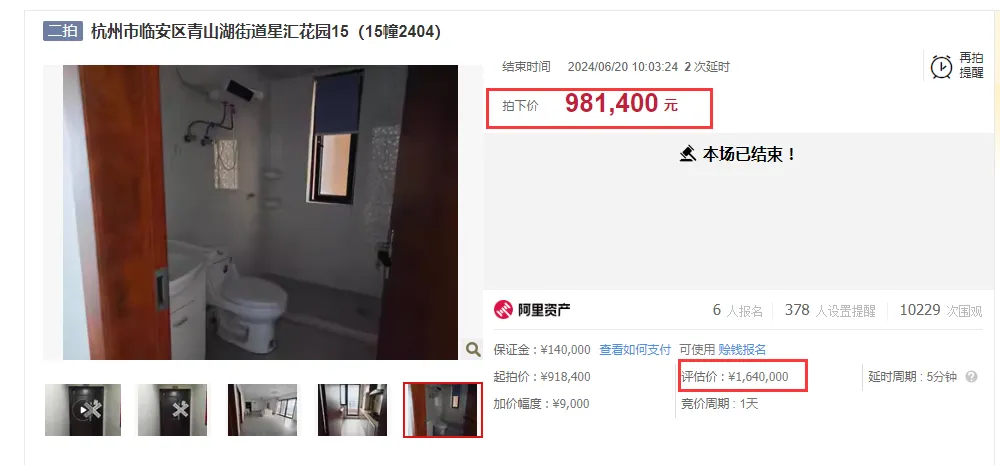 二拍 杭州市临安区青山湖街道星汇花园15（15幢2404）
结束时间 2024/06/20 10:03:24 2 次延时
再拍
提醒
拍下价 981,400 元
本场已结束！
阿里资产 6 人报名 378 人设置提醒 10229 次围观
保证金：¥140,000 查看如何支付 可使用 赊钱报名
起拍价：¥918,400 评估价：¥1,640,000 延时周期：5分钟 ?
加价幅度：¥9,000 竞价周期：1天